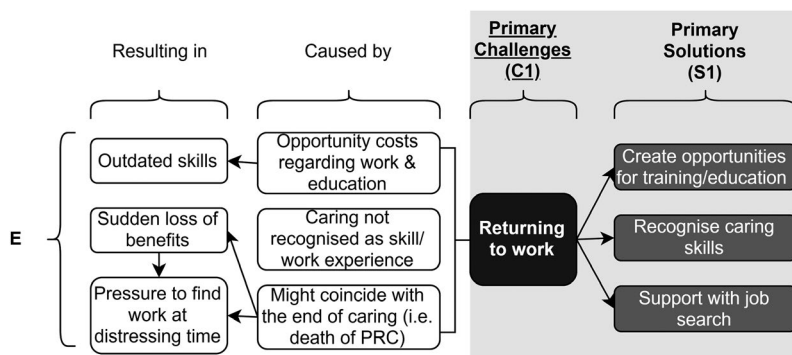 Resulting in
Caused by
Primary
Challenges
(C1)
Primary
Solutions
(S1)
E
Outdated skills
Opportunity costs
regarding work &
education
Create opportunities
for training/education
Sudden loss of
benefits
Caring not
recognised as skill/
work experience
Returning
to work
Recognise caring
skills
Pressure to find
work at
distressing time
Might coincide with
the end of caring (i.e.
death of PRC)
Support with job
search